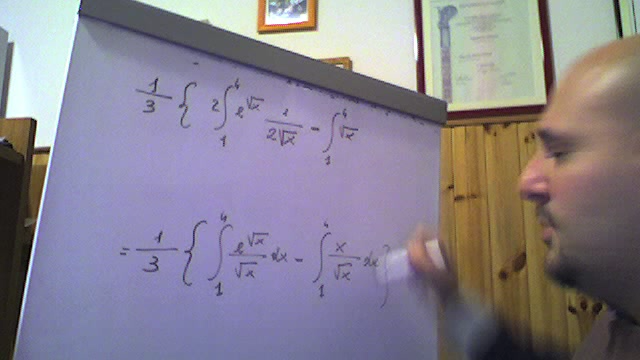 1/3 { 2 ∫₁⁴ e^√x 1/(2√x) - ∫₁⁴ √x
= 1/3 { ∫₁⁴ e^√x/√x dx - ∫₁⁴ x/√x dx }